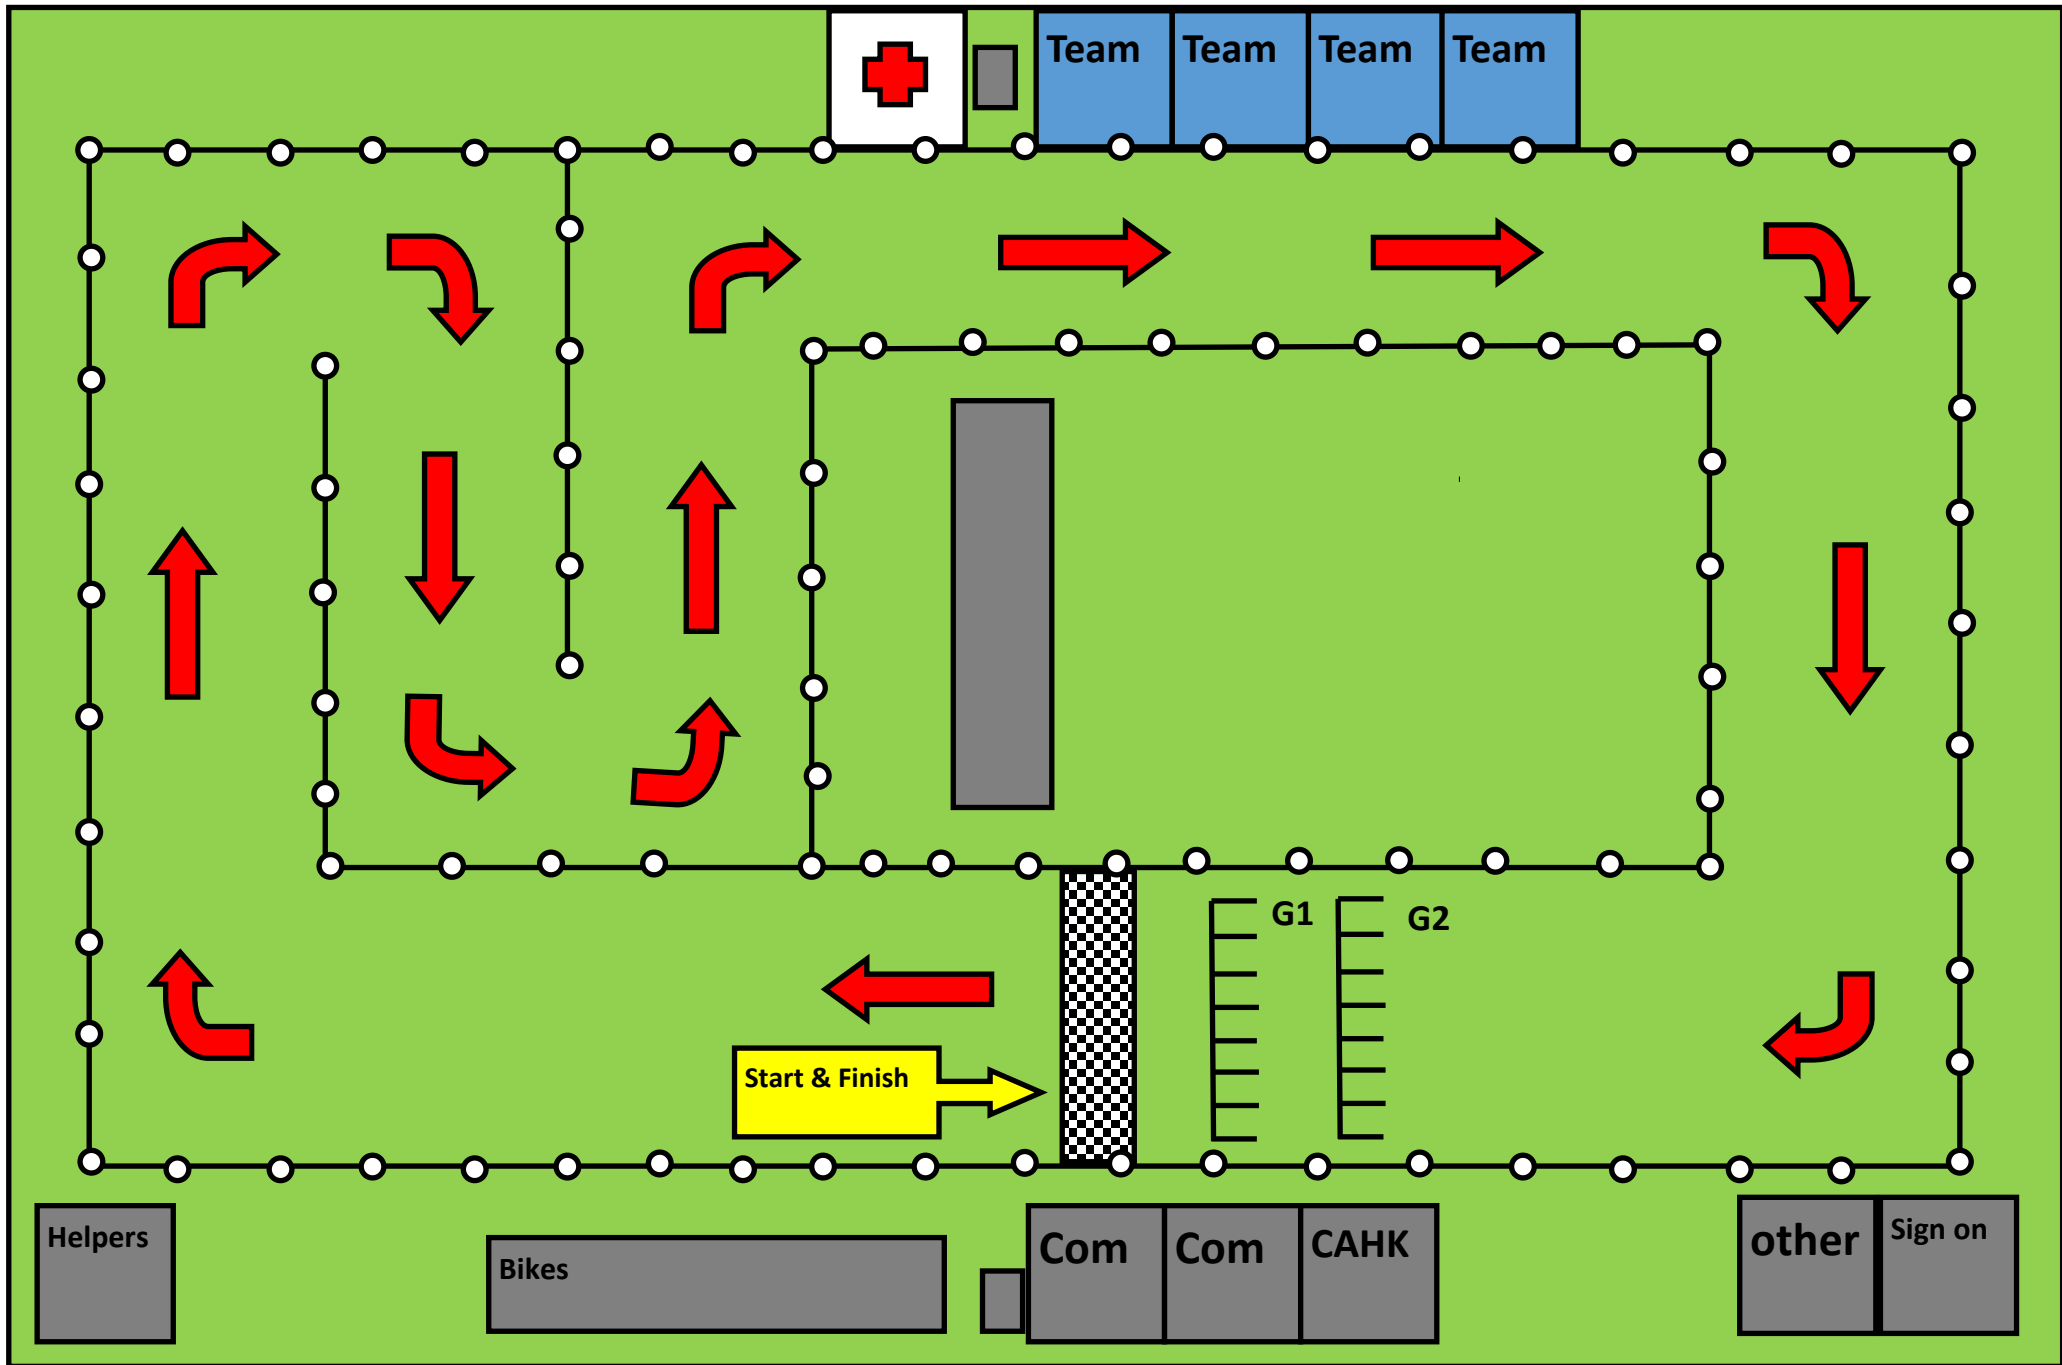 Team
Team
Team
Team
G1
G2
Start & Finish
Helpers
Bikes
Com
Com
CAHK
other
Sign on